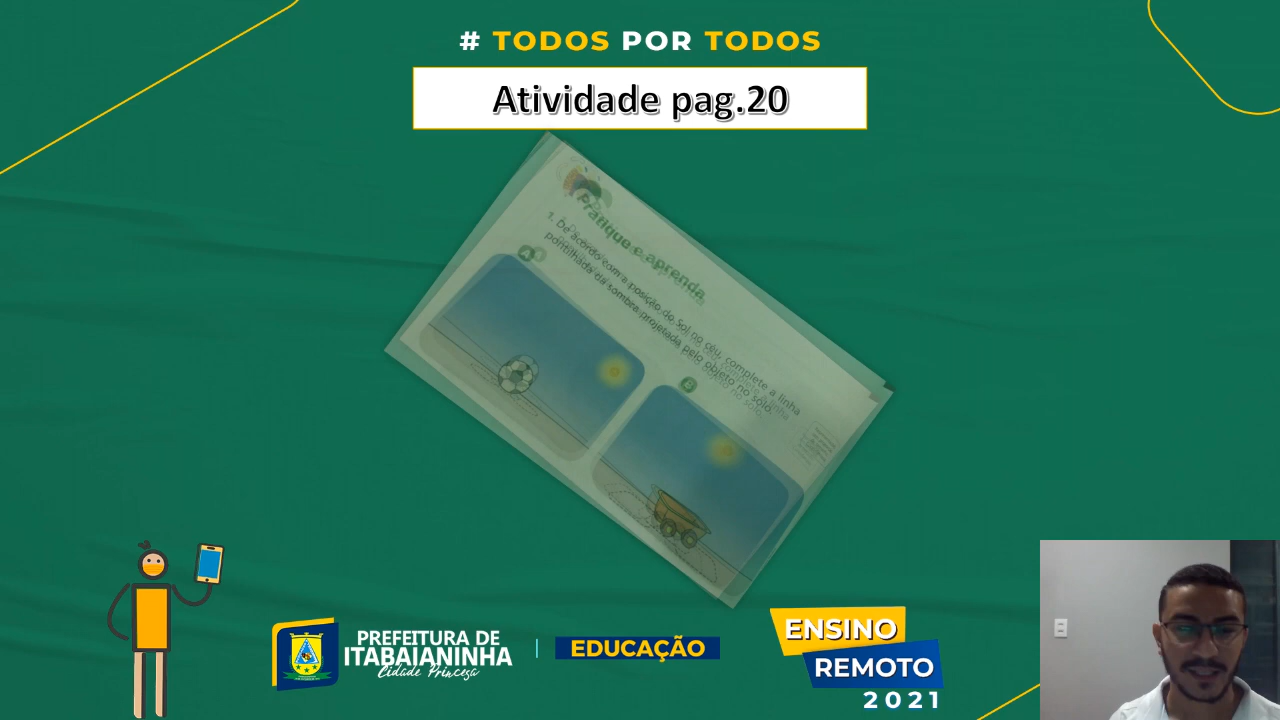 # TODOS POR TODOS
Atividade pag.20
Pratique e aprenda
1. De acordo com a posição do Sol no céu, complete a linha
pontilhada da sombra projetada pelo objeto no solo.
A
B
PREFEITURA DE
ITABAIANINHA
Cidade Princesa
EDUCAÇÃO
ENSINO
REMOTO
2021